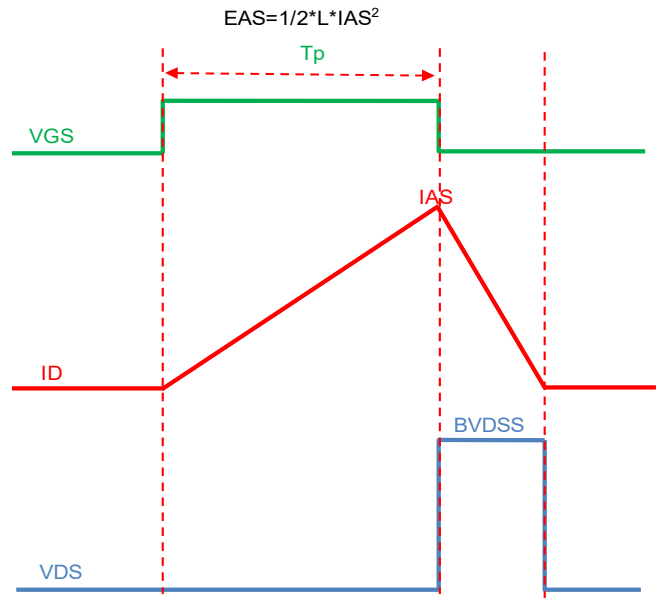 EAS=1/2*L*IAS²
Tp
VGS
IAS
ID
BVDSS
VDS